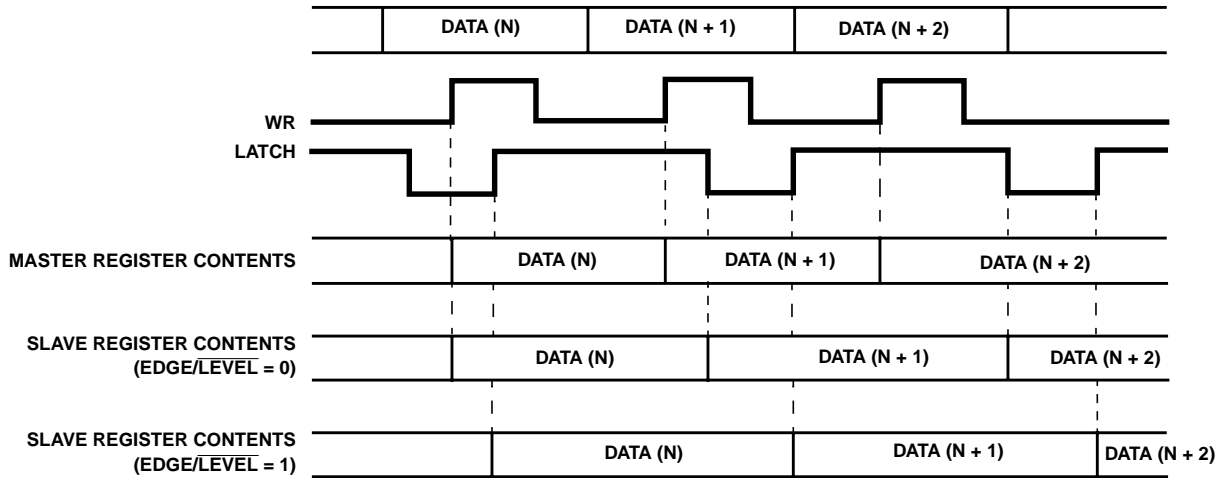 DATA (N) DATA (N + 1) DATA (N + 2)
WR
LATCH
MASTER REGISTER CONTENTS DATA (N) DATA (N + 1) DATA (N + 2)
SLAVE REGISTER CONTENTS
(EDGE/LEVEL = 0) DATA (N) DATA (N + 1) DATA (N + 2)
SLAVE REGISTER CONTENTS
(EDGE/LEVEL = 1) DATA (N) DATA (N + 1) DATA (N + 2)